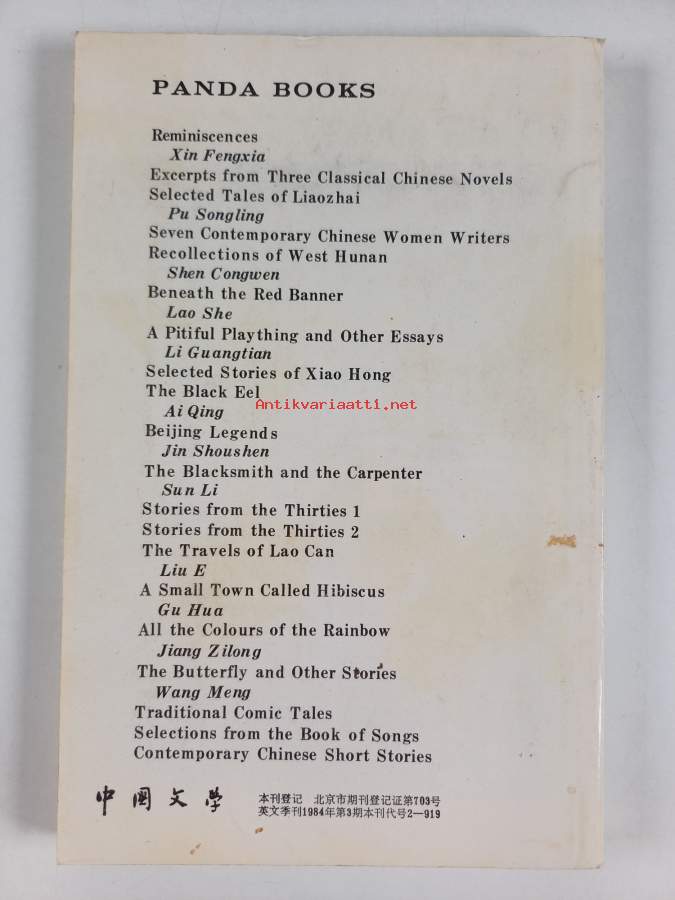 PANDA BOOKS
Reminiscences
Xin Fengxia
Excerpts from Three Classical Chinese Novels
Selected Tales of Liaozhai
Pu Songling
Seven Contemporary Chinese Women Writers
Recollections of West Hunan
Shen Congwen
Beneath the Red Banner
Lao She
A Pitiful Plaything and Other Essays
Li Guangtian
Selected Stories of Xiao Hong
The Black Eel
Ai Qing
Antikvariaatti.net
Beijing Legends
Jin Shoushen
The Blacksmith and the Carpenter
Sun Li
Stories from the Thirties 1
Stories from the Thirties 2
The Travels of Lao Can
Liu E
A Small Town Called Hibiscus
Gu Hua
All the Colours of the Rainbow
Jiang Zilong
The Butterfly and Other Stories
Wang Meng
Traditional Comic Tales
Selections from the Book of Songs
Contemporary Chinese Short Stories
中国文学
本刊登记 北京市期刊登记证第703号
英文季刊1984年第3期本刊代号2—919